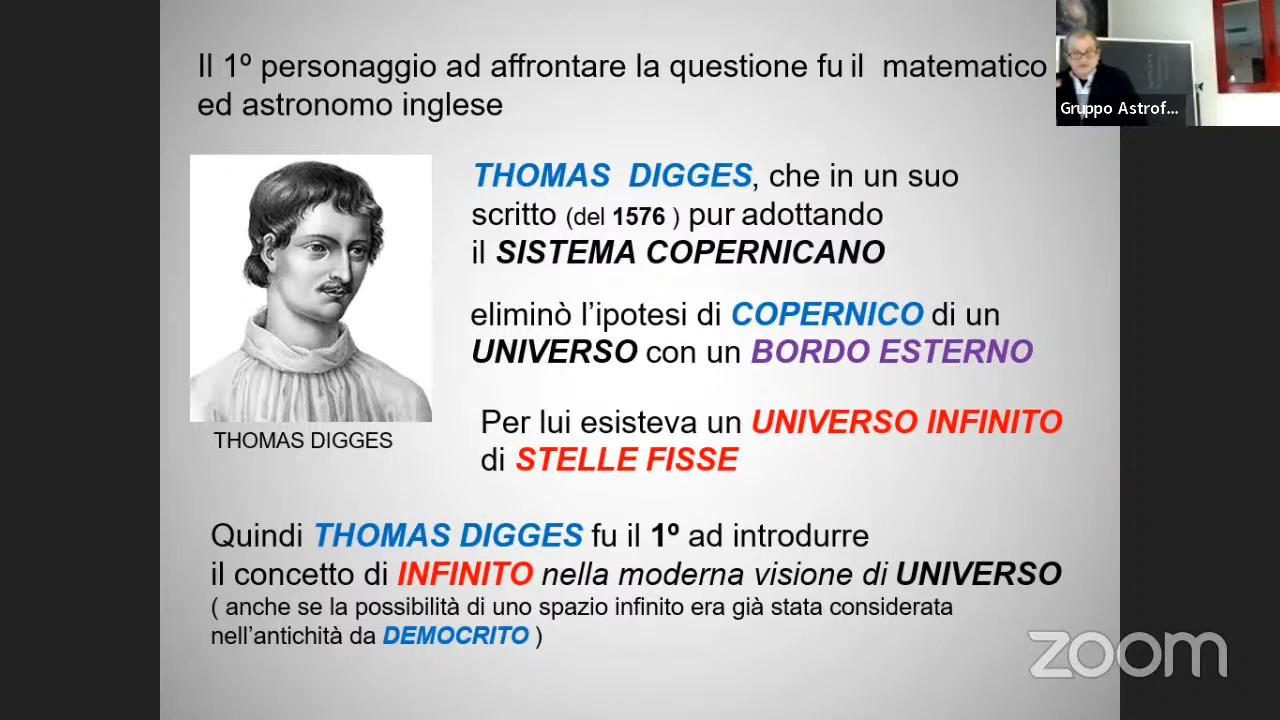 Il 1º personaggio ad affrontare la questione fu il matematico
ed astronomo inglese
Gruppo Astrof...
THOMAS DIGGES, che in un suo
scritto (del 1576 ) pur adottando
il SISTEMA COPERNICANO
eliminò l’ipotesi di COPERNICO di un
UNIVERSO con un BORDO ESTERNO
Per lui esisteva un UNIVERSO INFINITO
di STELLE FISSE
THOMAS DIGGES
Quindi THOMAS DIGGES fu il 1º ad introdurre
il concetto di INFINITO nella moderna visione di UNIVERSO
( anche se la possibilità di uno spazio infinito era già stata considerata
nell’antichità da DEMOCRITO )
zoom